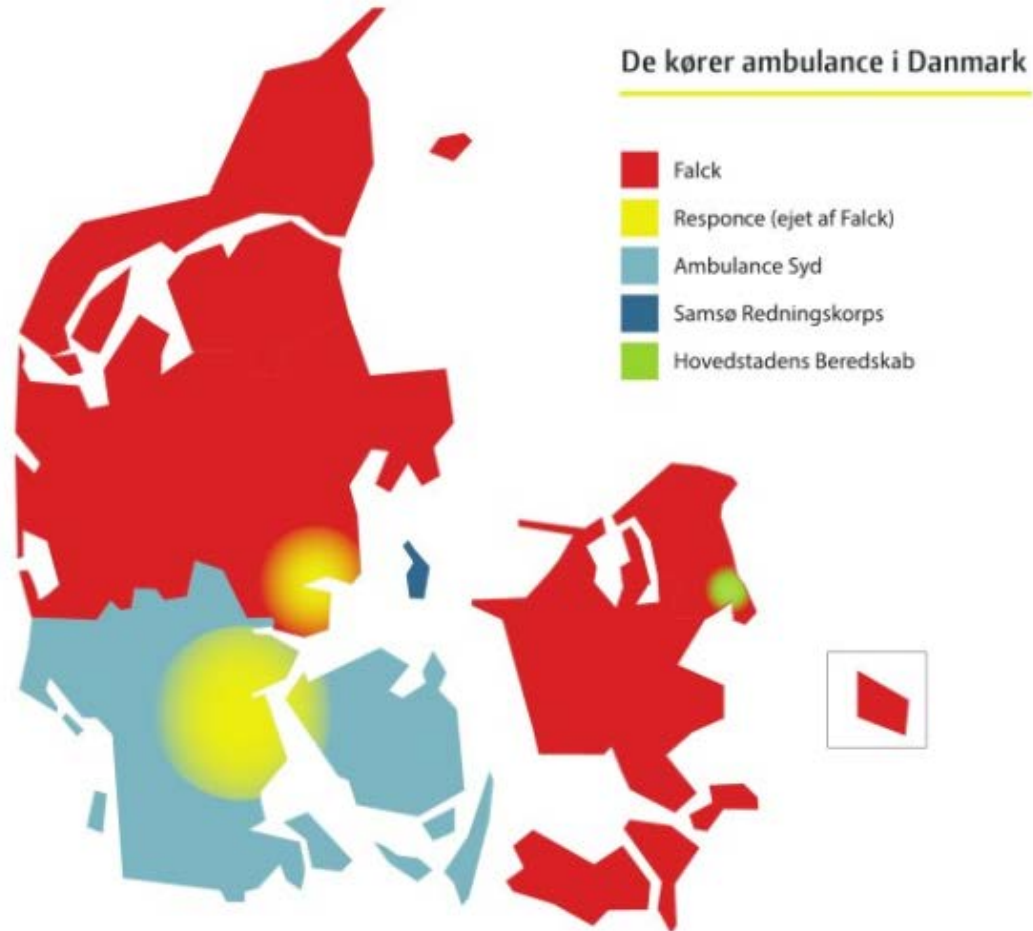 De kører ambulance i Danmark
Falck
Responce (ejet af Falck)
Ambulance Syd
Samsø Redningskorps
Hovedstadens Beredskab